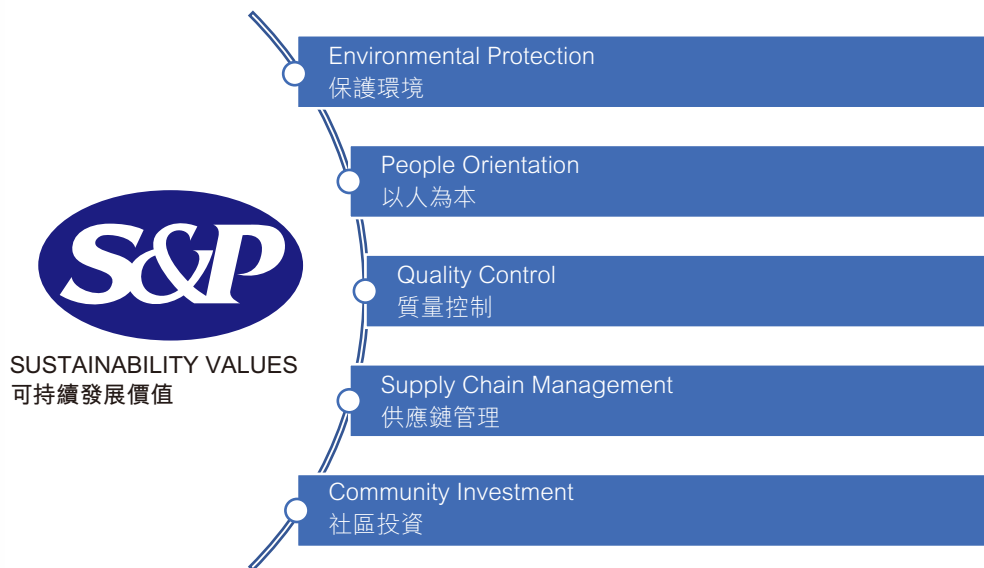 Environmental Protection
保護環境
People Orientation
以人為本
S&P
Quality Control
質量控制
SUSTAINABILITY VALUES
可持續發展價值
Supply Chain Management
供應鏈管理
Community Investment
社區投資